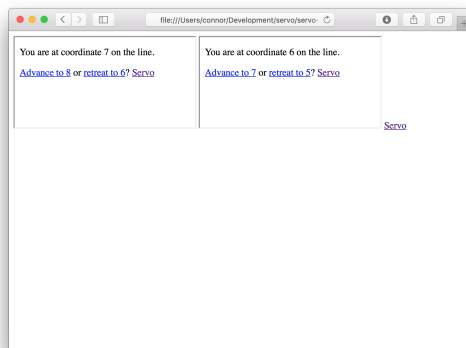 file:///Users/connor/Development/servo/servo-
You are at coordinate 7 on the line.
Advance to 8 or retreat to 6? Servo
You are at coordinate 6 on the line.
Advance to 7 or retreat to 5? Servo
Servo